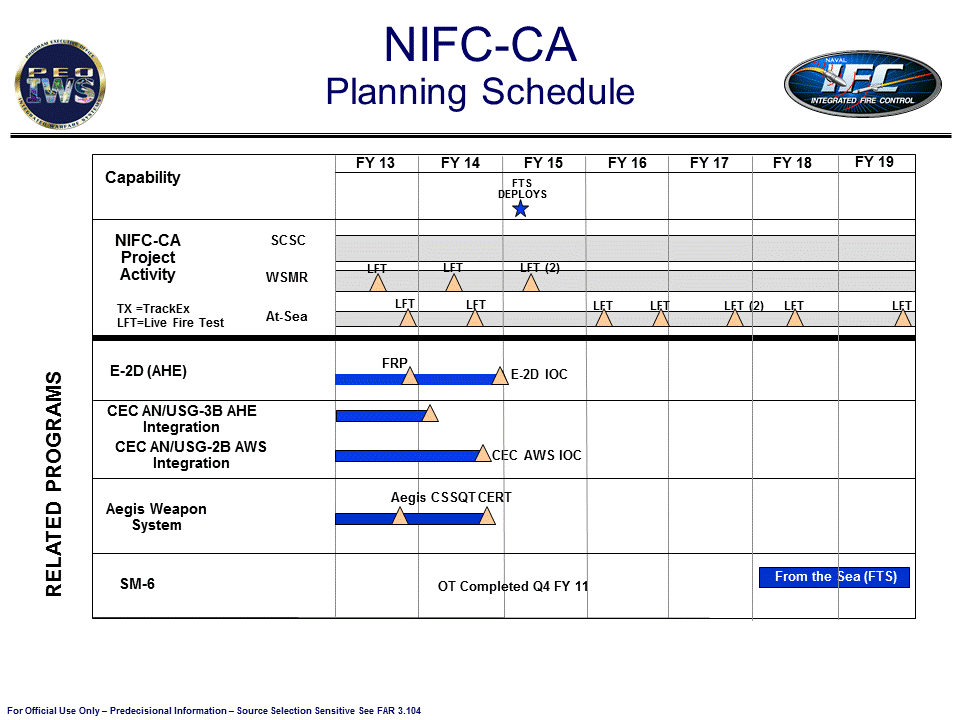 NIFC-CA
Planning Schedule
PROGRAM EXECUTIVE OFFICE
PEO
IWS
INTEGRATED WARFARE SYSTEMS
NAVAL
IFC
INTEGRATED FIRE CONTROL
FY 13 FY 14 FY 15 FY 16 FY 17 FY 18 FY 19
Capability
FTS
DEPLOYS
NIFC-CA
Project
Activity
SCSC
WSMR
LFT LFT LFT (2)
TX =TrackEx
LFT=Live Fire Test
At-Sea
LFT LFT LFT LFT LFT (2) LFT LFT
RELATED PROGRAMS
E-2D (AHE)
FRP
E-2D IOC
CEC AN/USG-3B AHE
Integration
CEC AN/USG-2B AWS
Integration
CEC AWS IOC
Aegis Weapon
System
Aegis CSSQT CERT
SM-6
OT Completed Q4 FY 11
From the Sea (FTS)
For Official Use Only – Predecisional Information – Source Selection Sensitive See FAR 3.104